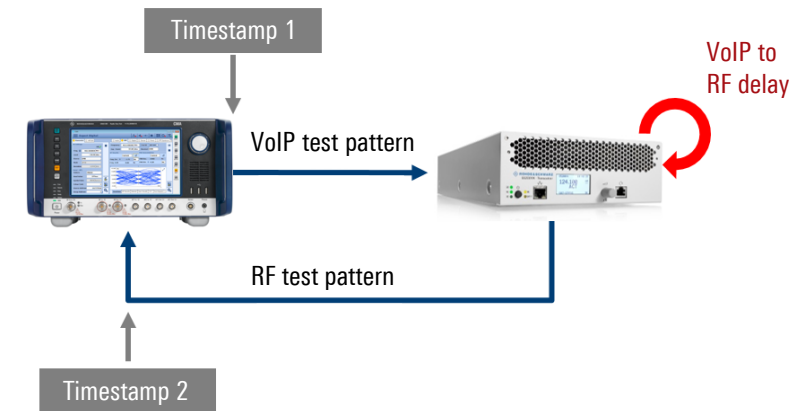 Timestamp 1
VoIP to
RF delay
VoIP test pattern
RF test pattern
Timestamp 2